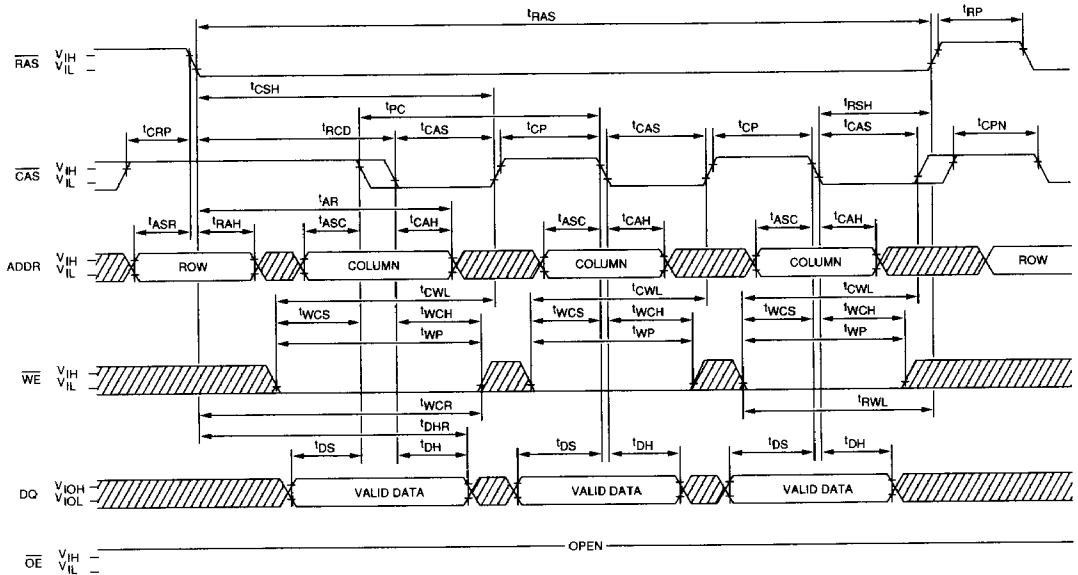 tRAS
tRP
RAS VIH
VIL
tCSH
tPC
tRSH
tCRP
tRCD
tCAS
tCP
tCAS
tCP
tCAS
tCPN
CAS VIH
VIL
tAR
tASR
tRAH
tASC
tCAH
tASC
tCAH
tASC
tCAH
ADDR VIH
VIL
ROW
COLUMN
COLUMN
COLUMN
ROW
tCWL
tCWL
tCWL
tWCS
tWCH
tWCS
tWCH
tWCS
tWCH
tWP
tWP
tWP
WE VIH
VIL
tWCR
tRWL
tDHR
tDS
tDH
tDS
tDH
tDS
tDH
DQ VIOH
VIOL
VALID DATA
VALID DATA
VALID DATA
OE VIH
VIL
OPEN